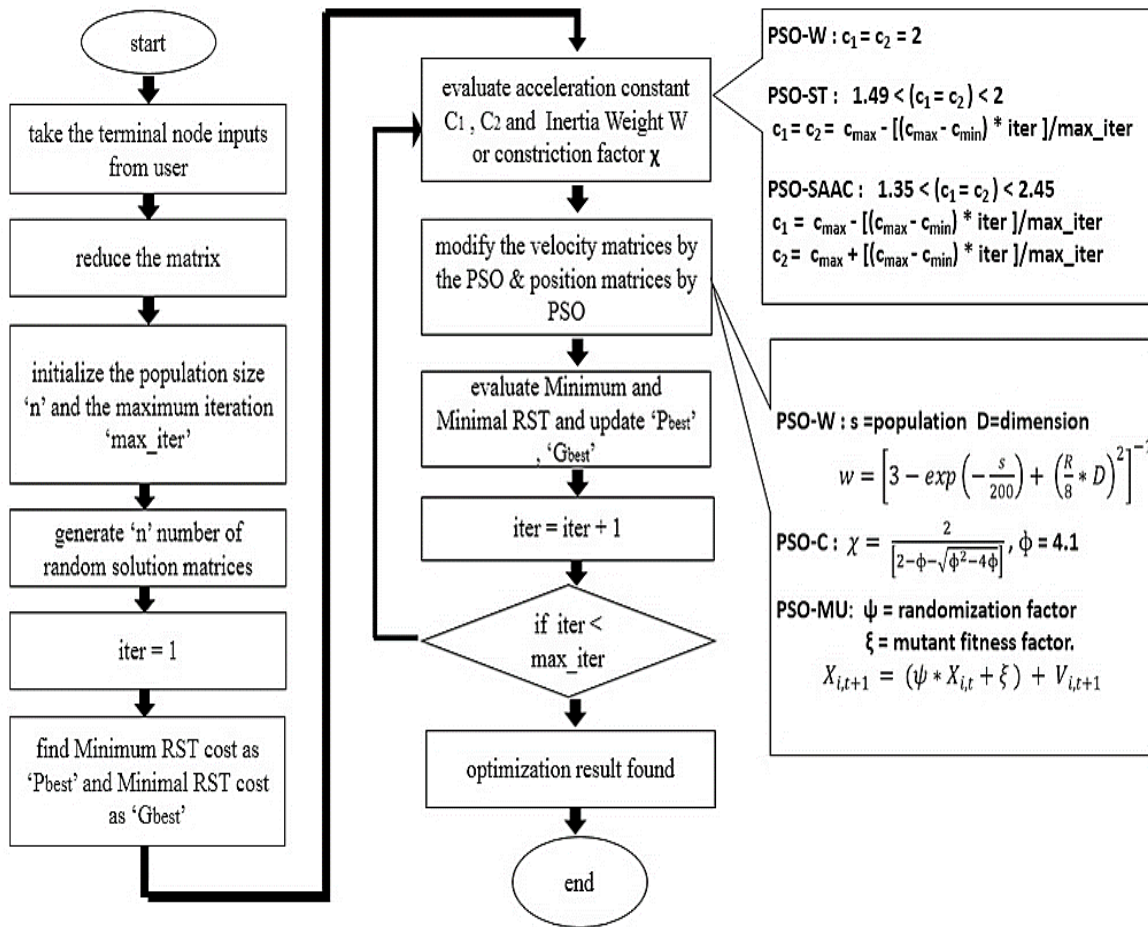 start
take the terminal node inputs
from user
reduce the matrix
initialize the population size
‘n’ and the maximum iteration
‘max_iter’
generate ‘n’ number of
random solution matrices
iter = 1
find Minimum RST cost as
‘Pbest’ and Minimal RST cost
as ‘Gbest’
evaluate acceleration constant
C1 , C2 and Inertia Weight W
or constriction factor χ
modify the velocity matrices by
the PSO & position matrices by
PSO
evaluate Minimum and
Minimal RST and update ‘Pbest’
, ‘Gbest’
iter = iter + 1
if iter <
max_iter
optimization result found
end
PSO-W : c₁ = c₂ = 2
PSO-ST : 1.49 < (c₁ = c₂) < 2
c₁ = c₂ = cmax - [(cmax - cmin) * iter ]/max_iter
PSO-SAAC : 1.35 < (c₁ = c₂) < 2.45
c₁ = cmax - [(cmax - cmin) * iter ]/max_iter
c₂ = cmax + [(cmax - cmin) * iter ]/max_iter
PSO-W : s =population D=dimension
w = [3 − exp (−s/200) + (R/8 * D)²]⁻
PSO-C : χ = 2/[2−ϕ−√ϕ²−4ϕ] , ϕ = 4.1
PSO-MU: ψ = randomization factor
ξ = mutant fitness factor.
Xi,t+1 = (ψ * Xi,t + ξ ) + Vi,t+1